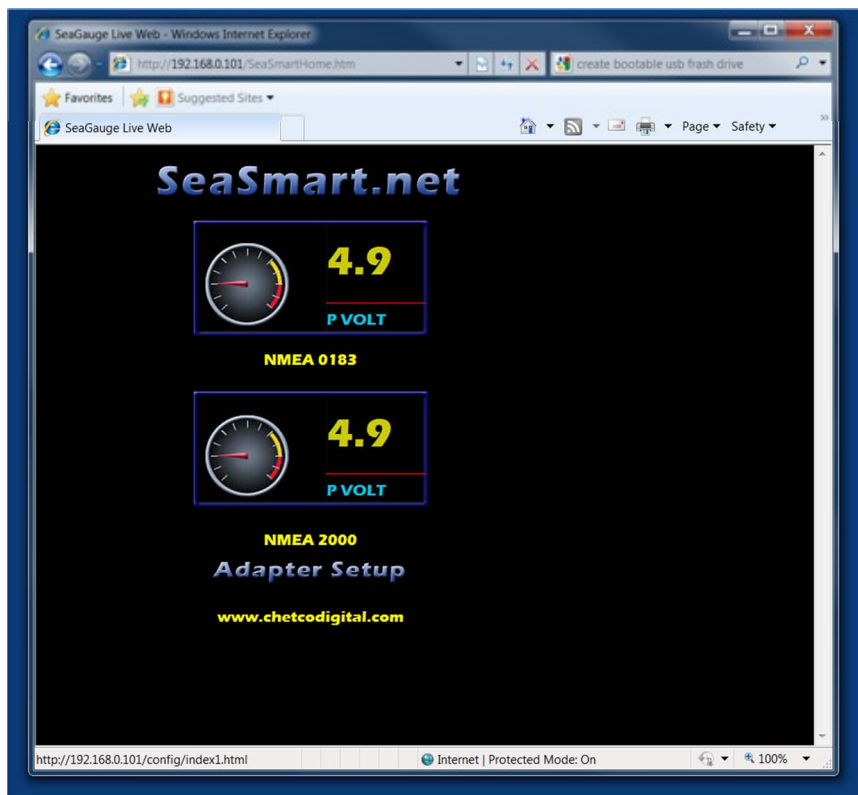 SeaGauge Live Web - Windows Internet Explorer
http://192.168.0.101/SeaSmartHome.htm
create bootable usb frash drive
Favorites
Suggested Sites
SeaGauge Live Web
Page
Safety
SeaSmart.net
4.9
P VOLT
NMEA 0183
4.9
P VOLT
NMEA 2000
Adapter Setup
www.chetcodigital.com
http://192.168.0.101/config/index1.html
Internet | Protected Mode: On
100%